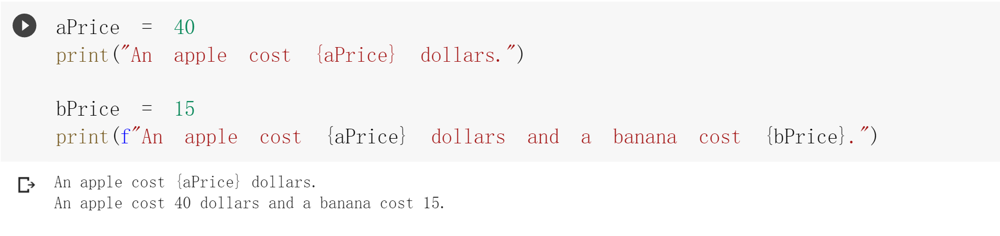 aPrice = 40
print("An apple cost {aPrice} dollars.")
bPrice = 15
print(f"An apple cost {aPrice} dollars and a banana cost {bPrice}.")
An apple cost {aPrice} dollars.
An apple cost 40 dollars and a banana cost 15.